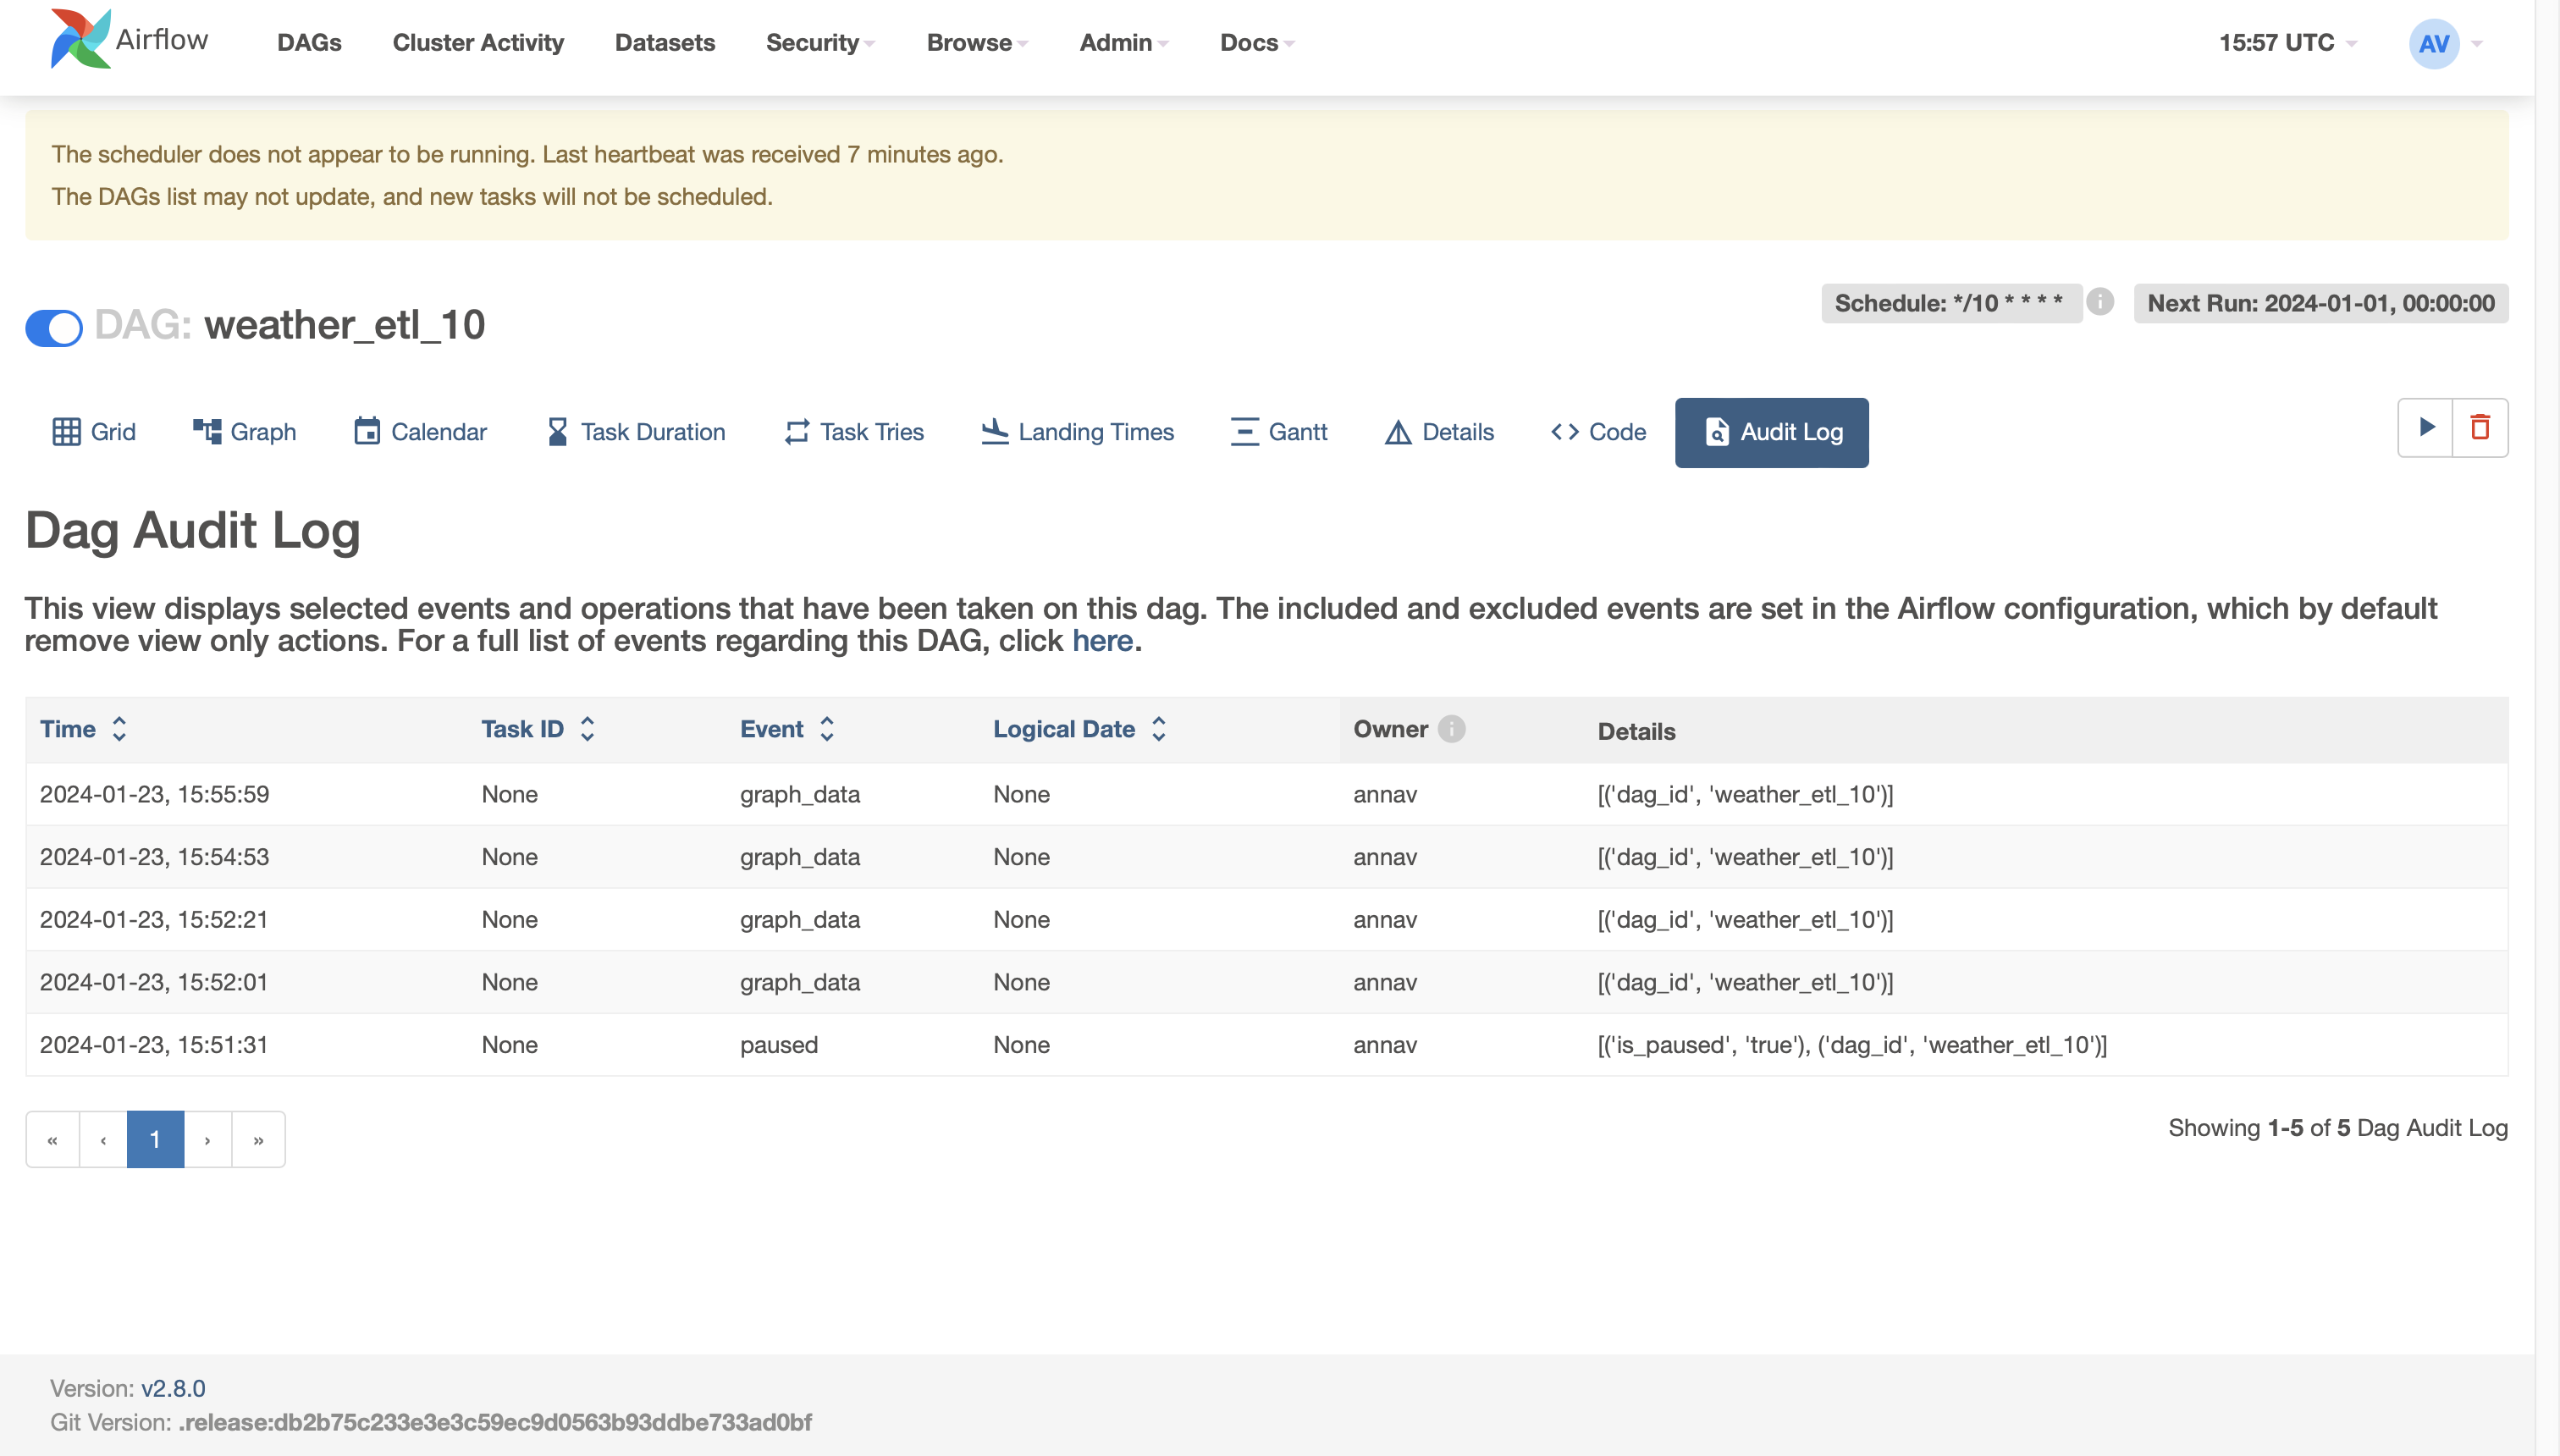 Airflow DAGs Cluster Activity Datasets Security Browse Admin Docs 15:57 UTC AV
The scheduler does not appear to be running. Last heartbeat was received 7 minutes ago.
The DAGs list may not update, and new tasks will not be scheduled.
Schedule: */10 * * * * Next Run: 2024-01-01, 00:00:00
DAG: weather_etl_10
Grid Graph Calendar Task Duration Task Tries Landing Times Gantt Details Code Audit Log
Dag Audit Log
This view displays selected events and operations that have been taken on this dag. The included and excluded events are set in the Airflow configuration, which by default
remove view only actions. For a full list of events regarding this DAG, click here.
Time Task ID Event Logical Date Owner Details
2024-01-23, 15:55:59 None graph_data None annav [('dag_id', 'weather_etl_10')]
2024-01-23, 15:54:53 None graph_data None annav [('dag_id', 'weather_etl_10')]
2024-01-23, 15:52:21 None graph_data None annav [('dag_id', 'weather_etl_10')]
2024-01-23, 15:52:01 None graph_data None annav [('dag_id', 'weather_etl_10')]
2024-01-23, 15:51:31 None paused None annav [('is_paused', 'true'), ('dag_id', 'weather_etl_10')]
« ‹ 1 › » Showing 1-5 of 5 Dag Audit Log
Version: v2.8.0
Git Version: .release:db2b75c233e3e3c59ec9d0563b93ddbe733ad0bf